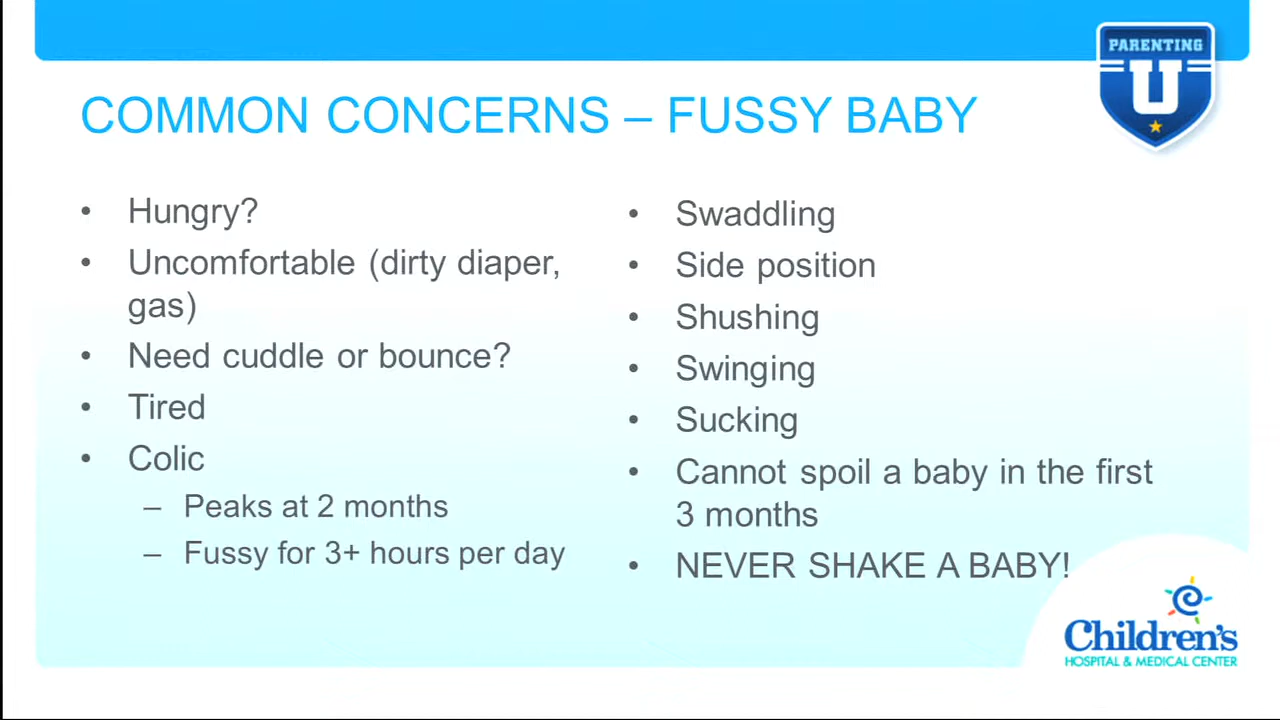 PARENTING
U
COMMON CONCERNS – FUSSY BABY
• Hungry?
• Uncomfortable (dirty diaper,
gas)
• Need cuddle or bounce?
• Tired
• Colic
– Peaks at 2 months
– Fussy for 3+ hours per day
• Swaddling
• Side position
• Shushing
• Swinging
• Sucking
• Cannot spoil a baby in the first
3 months
• NEVER SHAKE A BABY!
Children's
HOSPITAL & MEDICAL CENTER